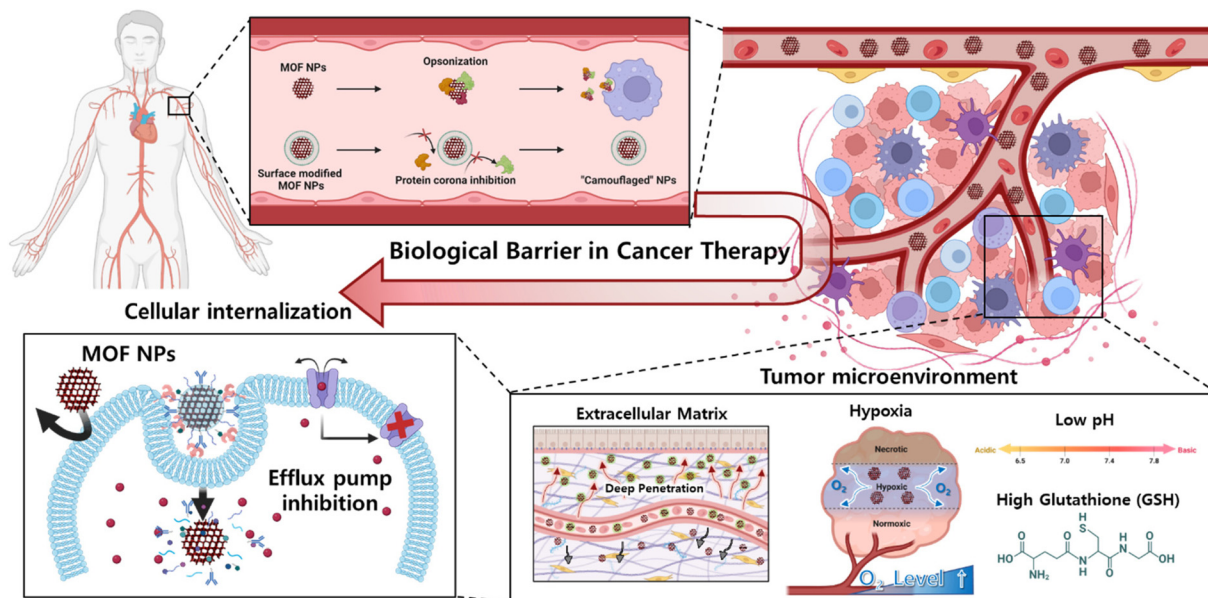 MOF NPs
Opsonization
Surface modified
MOF NPs
Protein corona inhibition
"Camouflaged" NPs
Biological Barrier in Cancer Therapy
Cellular internalization
MOF NPs
Efflux pump
inhibition
Tumor microenvironment
Extracellular Matrix
Deep Penetration
Hypoxia
Necrotic
O₂
Hypoxic
O₂
Normoxic
O₂ Level
Low pH
Acidic
Basic
6.5
7.0
7.4
7.8
High Glutathione (GSH)
H
S
O
O
O
HO
NH₂
N
H
O
H
N
OH